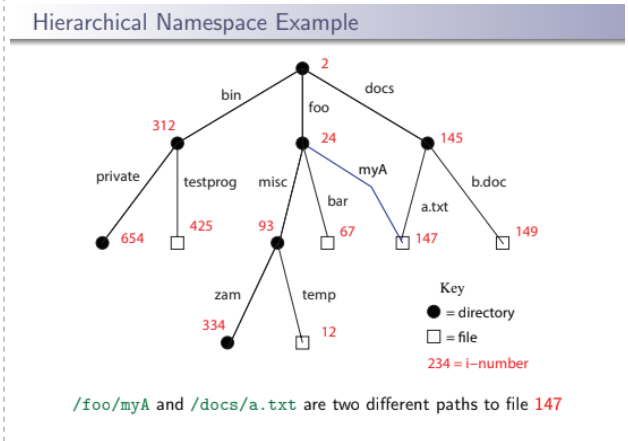 Hierarchical Namespace Example
2
bin
foo
docs
312
24
145
private
testprog
misc
bar
myA
a.txt
b.doc
654
425
93
67
147
149
zam
temp
334
12
Key
= directory
= file
234 = i−number
/foo/myA and /docs/a.txt are two different paths to file 147